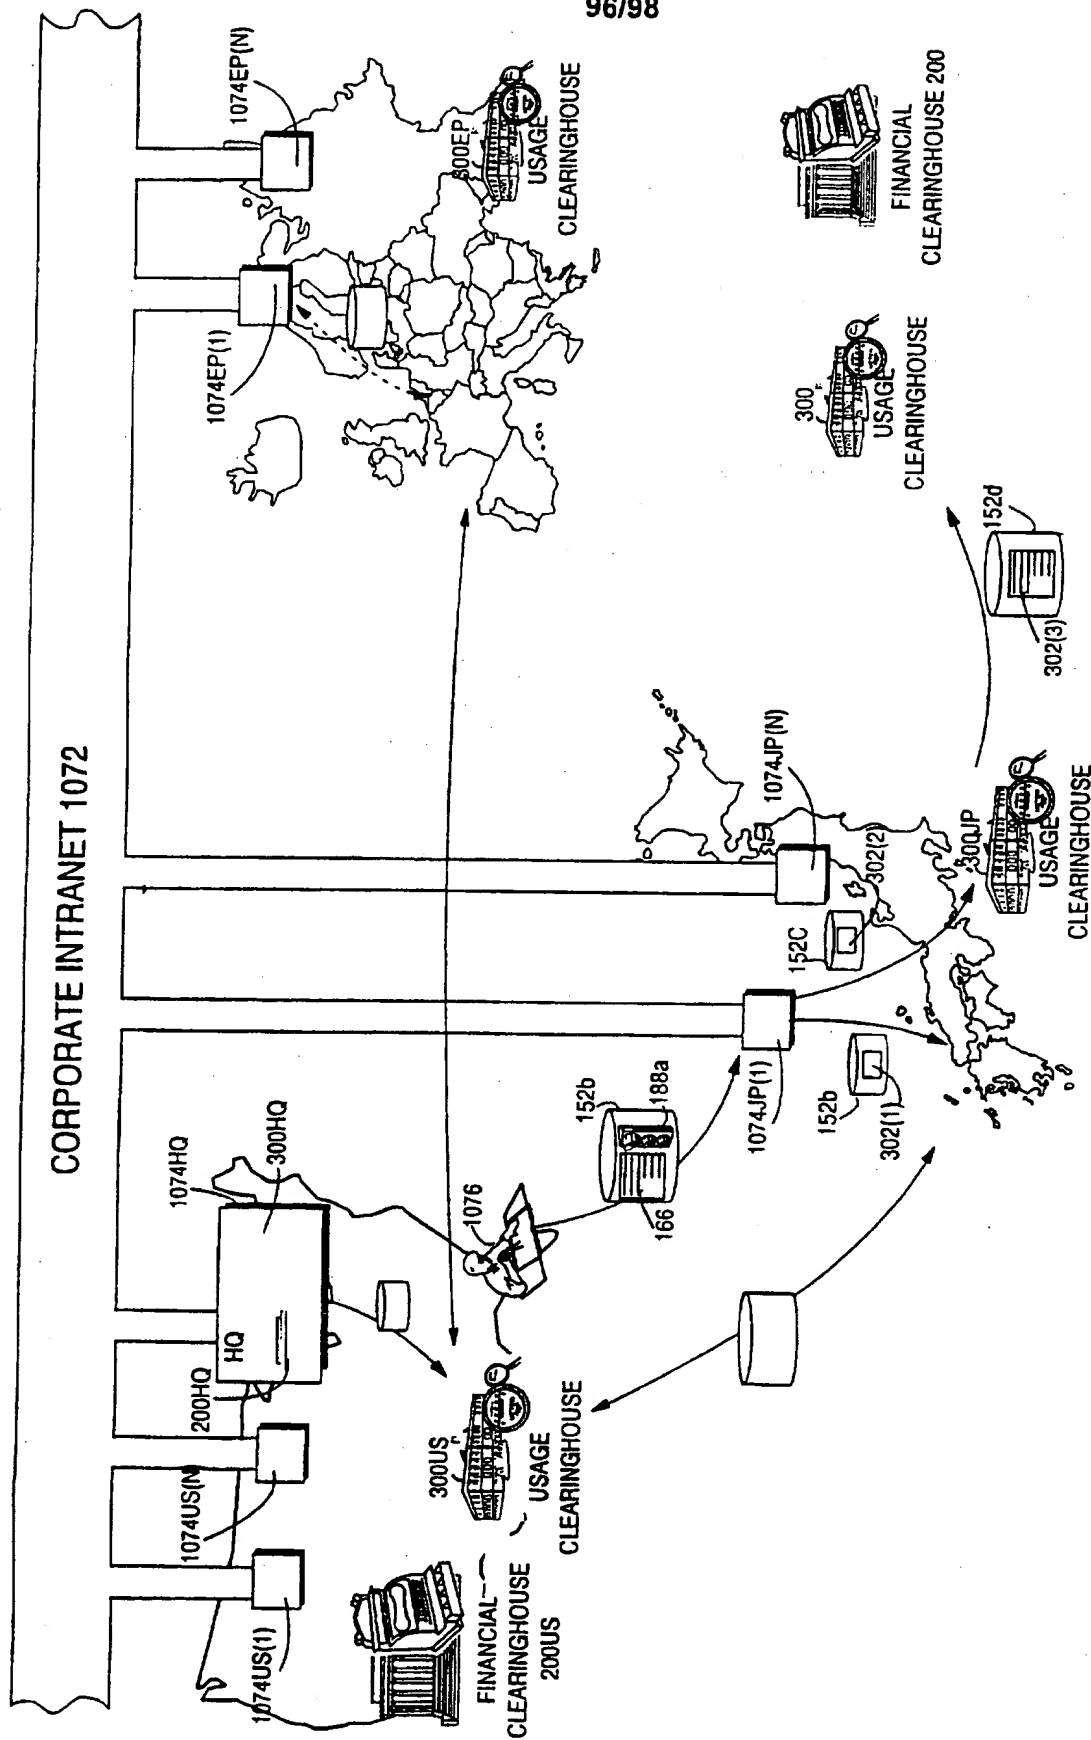 96/98
CORPORATE INTRANET 1072
1074US(1)
1074US(N)
HQ
200HQ
1074HQ
300HQ
1074EP(1)
1074EP(N)
300EP
USAGE
CLEARINGHOUSE
FINANCIAL
CLEARINGHOUSE
200US
300US
USAGE
CLEARINGHOUSE
1076
152b
188a
166
1074JP(1)
1074JP(N)
152C
302(2)
152b
302(1)
300JP
USAGE
CLEARINGHOUSE
152d
302(3)
300
USAGE
CLEARINGHOUSE
FINANCIAL
CLEARINGHOUSE 200